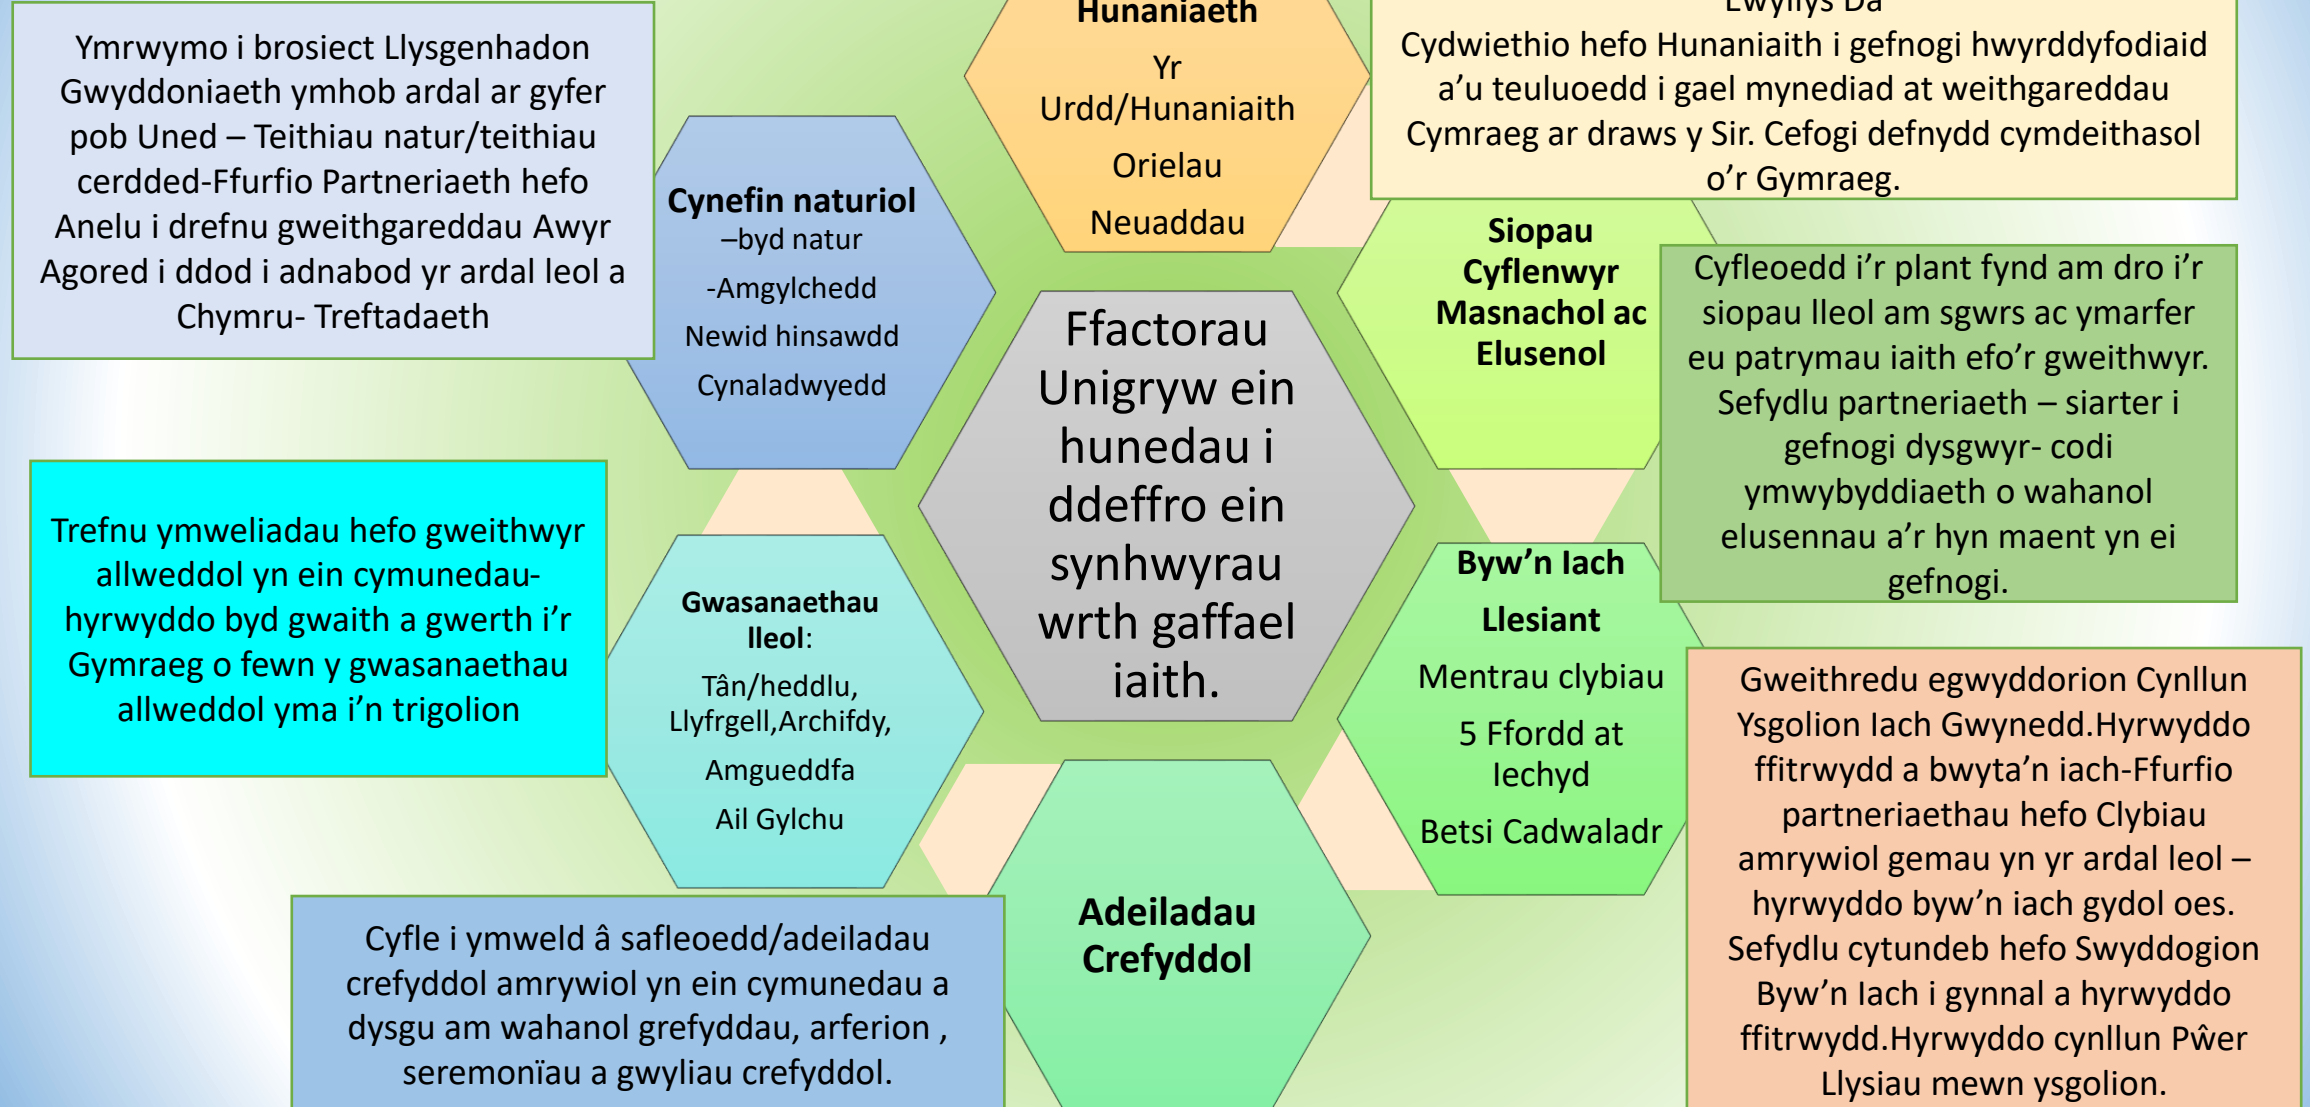 Ymrwymo i brosiect Llysgenhadon
Gwyddoniaeth ymhob ardal ar gyfer
pob Uned – Teithiau natur/teithiau
cerdded-Ffurfio Partneriaeth hefo
Anelu i drefnu gweithgareddau Awyr
Agored i ddod i adnabod yr ardal leol a
Chymru- Treftadaeth
Hunaniaeth
Yr
Urdd/Hunaniaith
Orielau
Neuaddau
Ewyllys Da
Cydwiethio hefo Hunaniaith i gefnogi hwyrddyfodiaid
a'u teuluoedd i gael mynediad at weithgareddau
Cymraeg ar draws y Sir. Cefogi defnydd cymdeithasol
o'r Gymraeg.
Cynefin naturiol
–byd natur
-Amgylchedd
Newid hinsawdd
Cynaladwyedd
Siopau
Cyflenwyr
Masnachol ac
Elusenol
Cyfleoedd i'r plant fynd am dro i'r
siopau lleol am sgwrs ac ymarfer
eu patrymau iaith efo'r gweithwyr.
Sefydlu partneriaeth – siarter i
gefnogi dysgwyr- codi
ymwybyddiaeth o wahanol
elusennau a'r hyn maent yn ei
gefnogi.
Ffactorau
Unigryw ein
hunedau i
ddeffro ein
synhwyrau
wrth gaffael
iaith.
Trefnu ymweliadau hefo gweithwyr
allweddol yn ein cymunedau-
hyrwyddo byd gwaith a gwerth i'r
Gymraeg o fewn y gwasanaethau
allweddol yma i'n trigolion
Gwasanaethau
lleol:
Tân/heddlu,
Llyfrgell,Archifdy,
Amgueddfa
Ail Gylchu
Byw'n Iach
Llesiant
Mentrau clybiau
5 Ffordd at
Iechyd
Betsi Cadwaladr
Gweithredu egwyddorion Cynllun
Ysgolion Iach Gwynedd.Hyrwyddo
ffitrwydd a bwyta'n iach-Ffurfio
partneriaethau hefo Clybiau
amrywiol gemau yn yr ardal leol –
hyrwyddo byw'n iach gydol oes.
Sefydlu cytundeb hefo Swyddogion
Byw'n Iach i gynnal a hyrwyddo
ffitrwydd.Hyrwyddo cynllun Pŵer
Llysiau mewn ysgolion.
Adeiladau
Crefyddol
Cyfle i ymweld â safleoedd/adeiladau
crefyddol amrywiol yn ein cymunedau a
dysgu am wahanol grefyddau, arferion ,
seremonïau a gwyliau crefyddol.